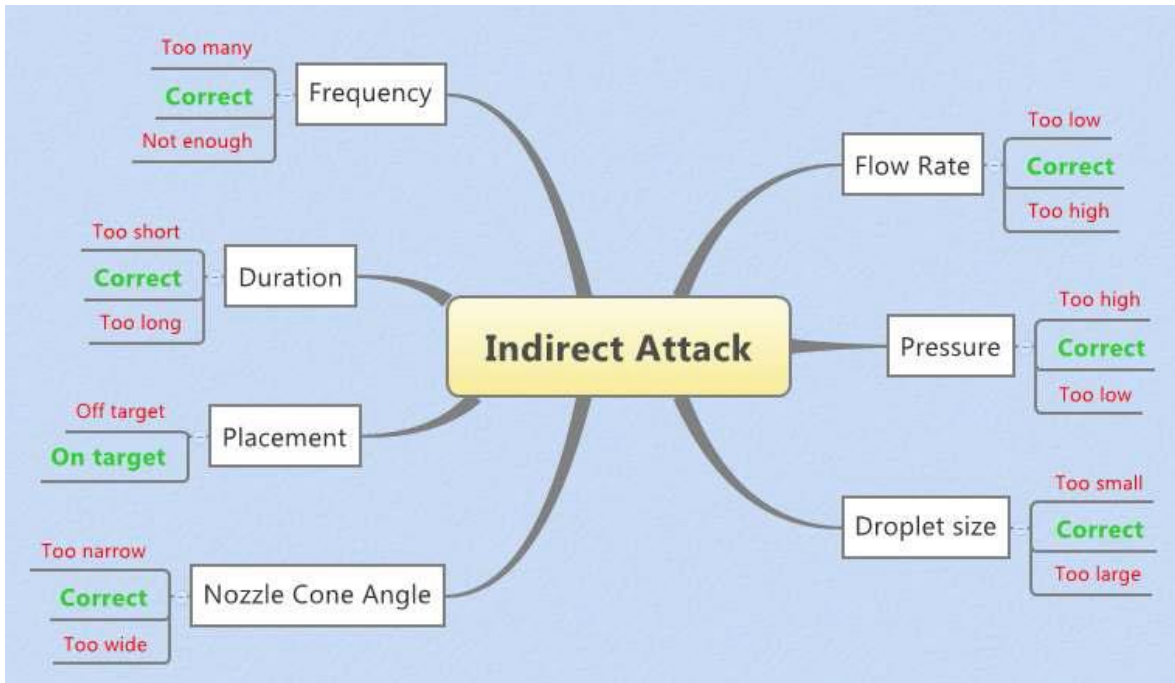 Indirect Attack
Frequency
Too many
Correct
Not enough
Duration
Too short
Correct
Too long
Placement
Off target
On target
Nozzle Cone Angle
Too narrow
Correct
Too wide
Flow Rate
Too low
Correct
Too high
Pressure
Too high
Correct
Too low
Droplet size
Too small
Correct
Too large